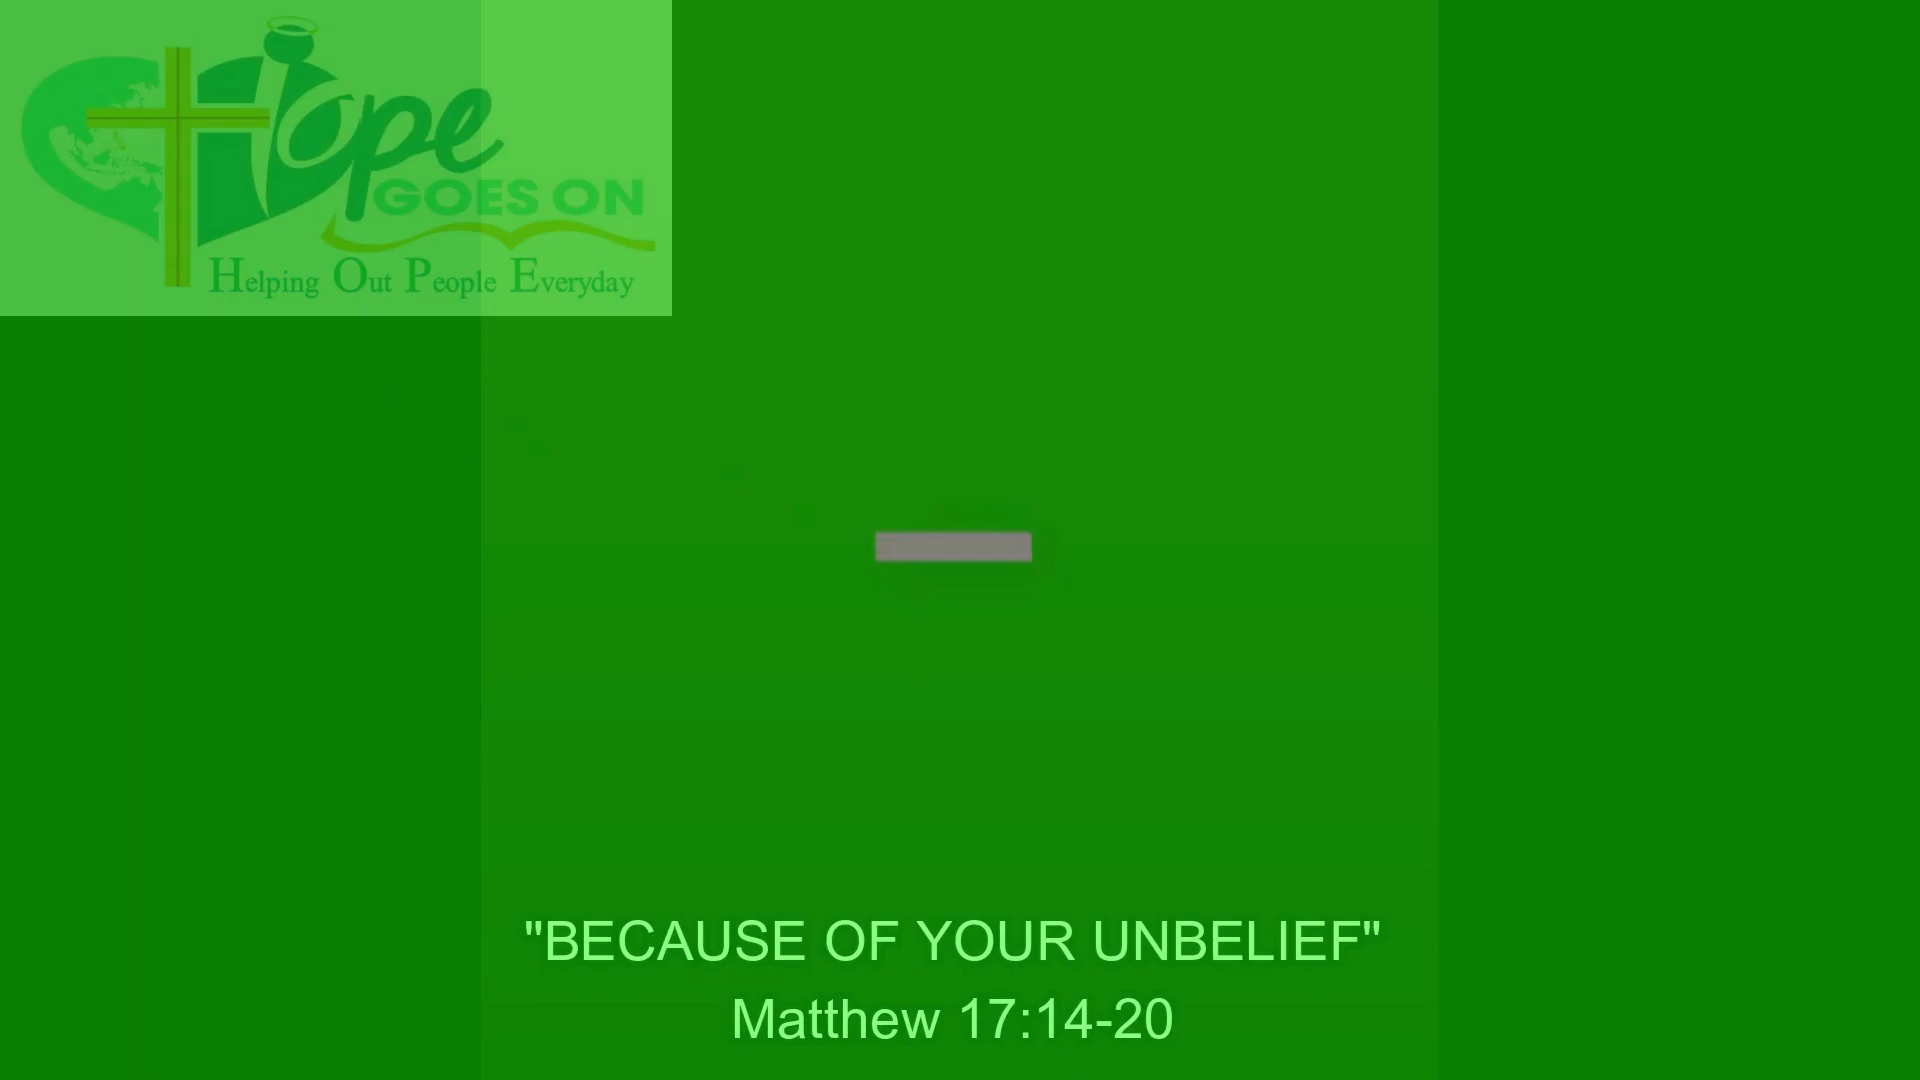 Hope
GOES ON
Helping Out People Everyday
"BECAUSE OF YOUR UNBELIEF"
Matthew 17:14-20